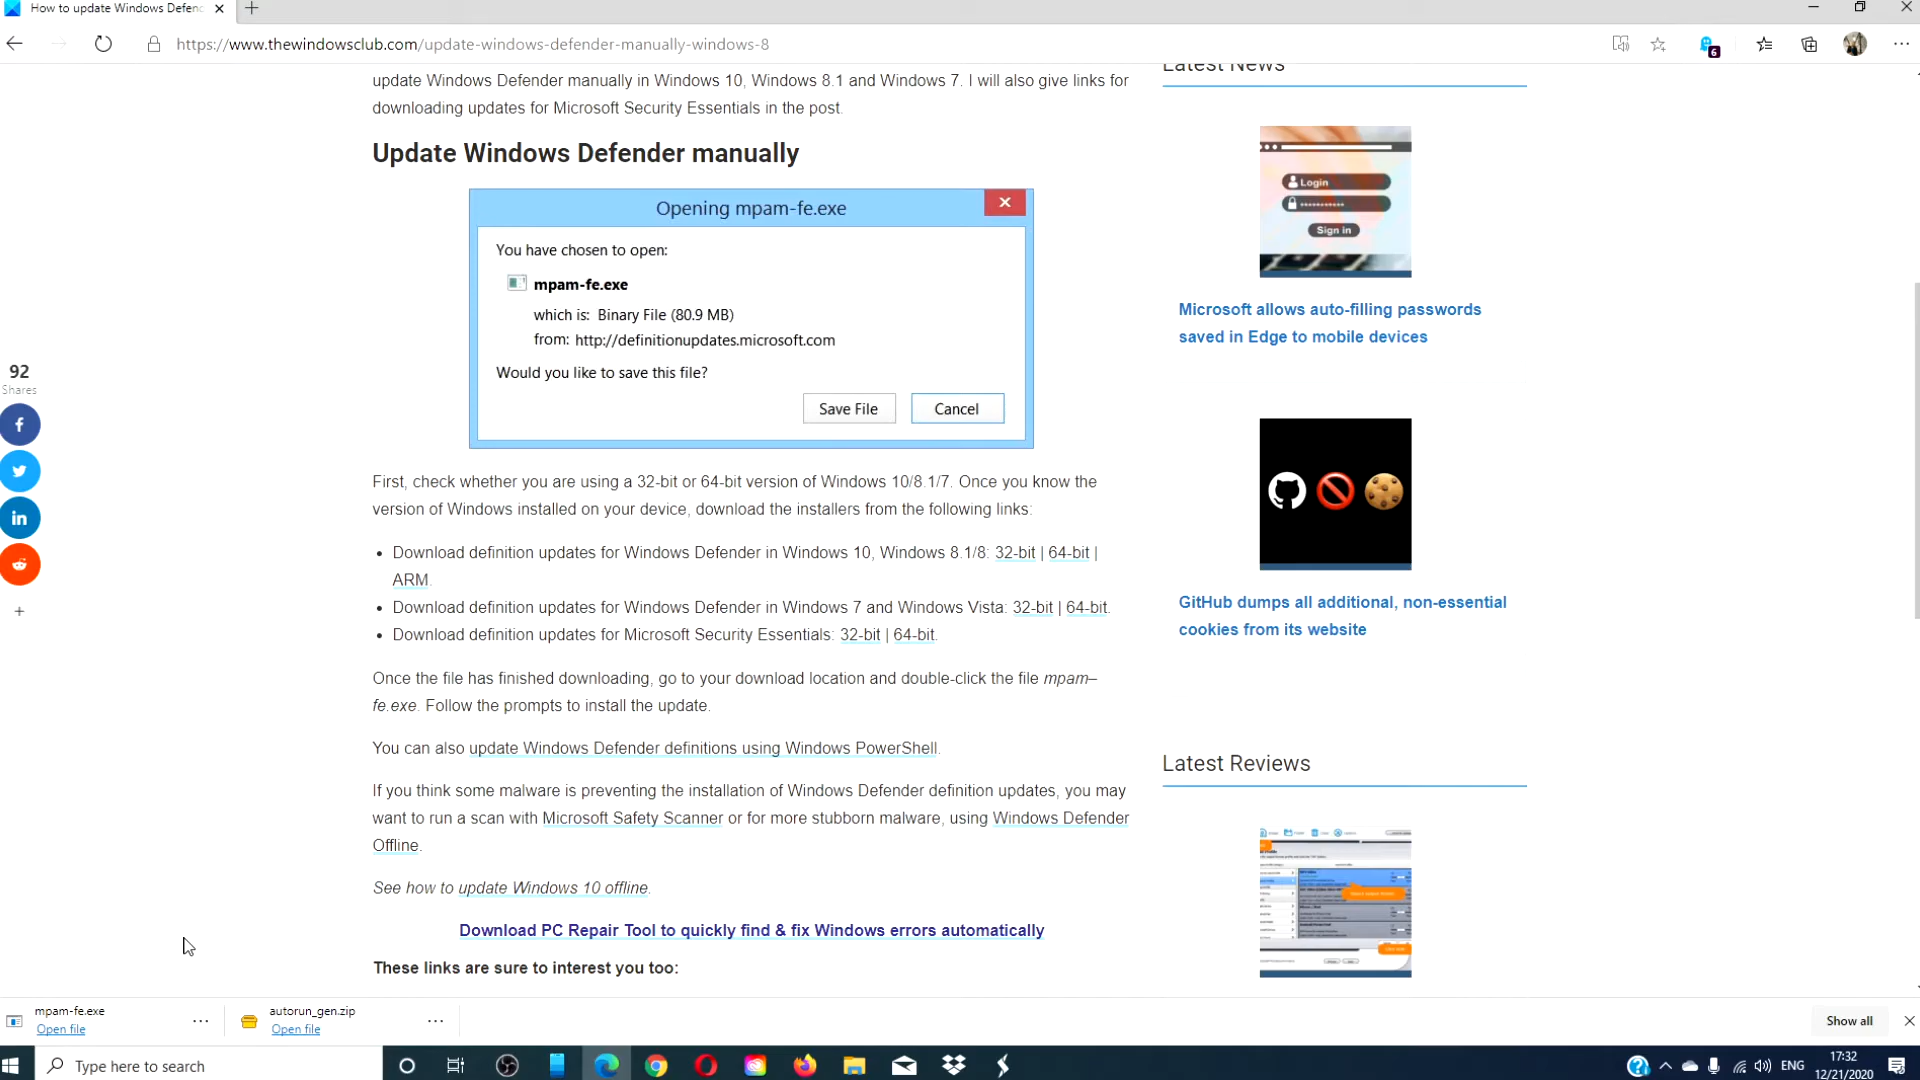 How to update Windows Defen
https://www.thewindowsclub.com/update-windows-defender-manually-windows-8
6
update Windows Defender manually in Windows 10, Windows 8.1 and Windows 7. I will also give links for
downloading updates for Microsoft Security Essentials in the post.
Update Windows Defender manually
Opening mpam-fe.exe
You have chosen to open:
mpam-fe.exe
which is: Binary File (80.9 MB)
from: http://definitionupdates.microsoft.com
Would you like to save this file?
Save File
Cancel
92
Shares
First, check whether you are using a 32-bit or 64-bit version of Windows 10/8.1/7. Once you know the
version of Windows installed on your device, download the installers from the following links:
• Download definition updates for Windows Defender in Windows 10, Windows 8.1/8: 32-bit | 64-bit |
ARM.
• Download definition updates for Windows Defender in Windows 7 and Windows Vista: 32-bit | 64-bit.
• Download definition updates for Microsoft Security Essentials: 32-bit | 64-bit.
Once the file has finished downloading, go to your download location and double-click the file mpam–
fe.exe. Follow the prompts to install the update.
You can also update Windows Defender definitions using Windows PowerShell.
If you think some malware is preventing the installation of Windows Defender definition updates, you may
want to run a scan with Microsoft Safety Scanner or for more stubborn malware, using Windows Defender
Offline.
See how to update Windows 10 offline.
Download PC Repair Tool to quickly find & fix Windows errors automatically
These links are sure to interest you too:
Latest News
Login
Sign in
Microsoft allows auto-filling passwords
saved in Edge to mobile devices
GitHub dumps all additional, non-essential
cookies from its website
Latest Reviews
mpam-fe.exe
Open file
autorun_gen.zip
Open file
Show all
Type here to search
ENG
17:32
12/21/2020